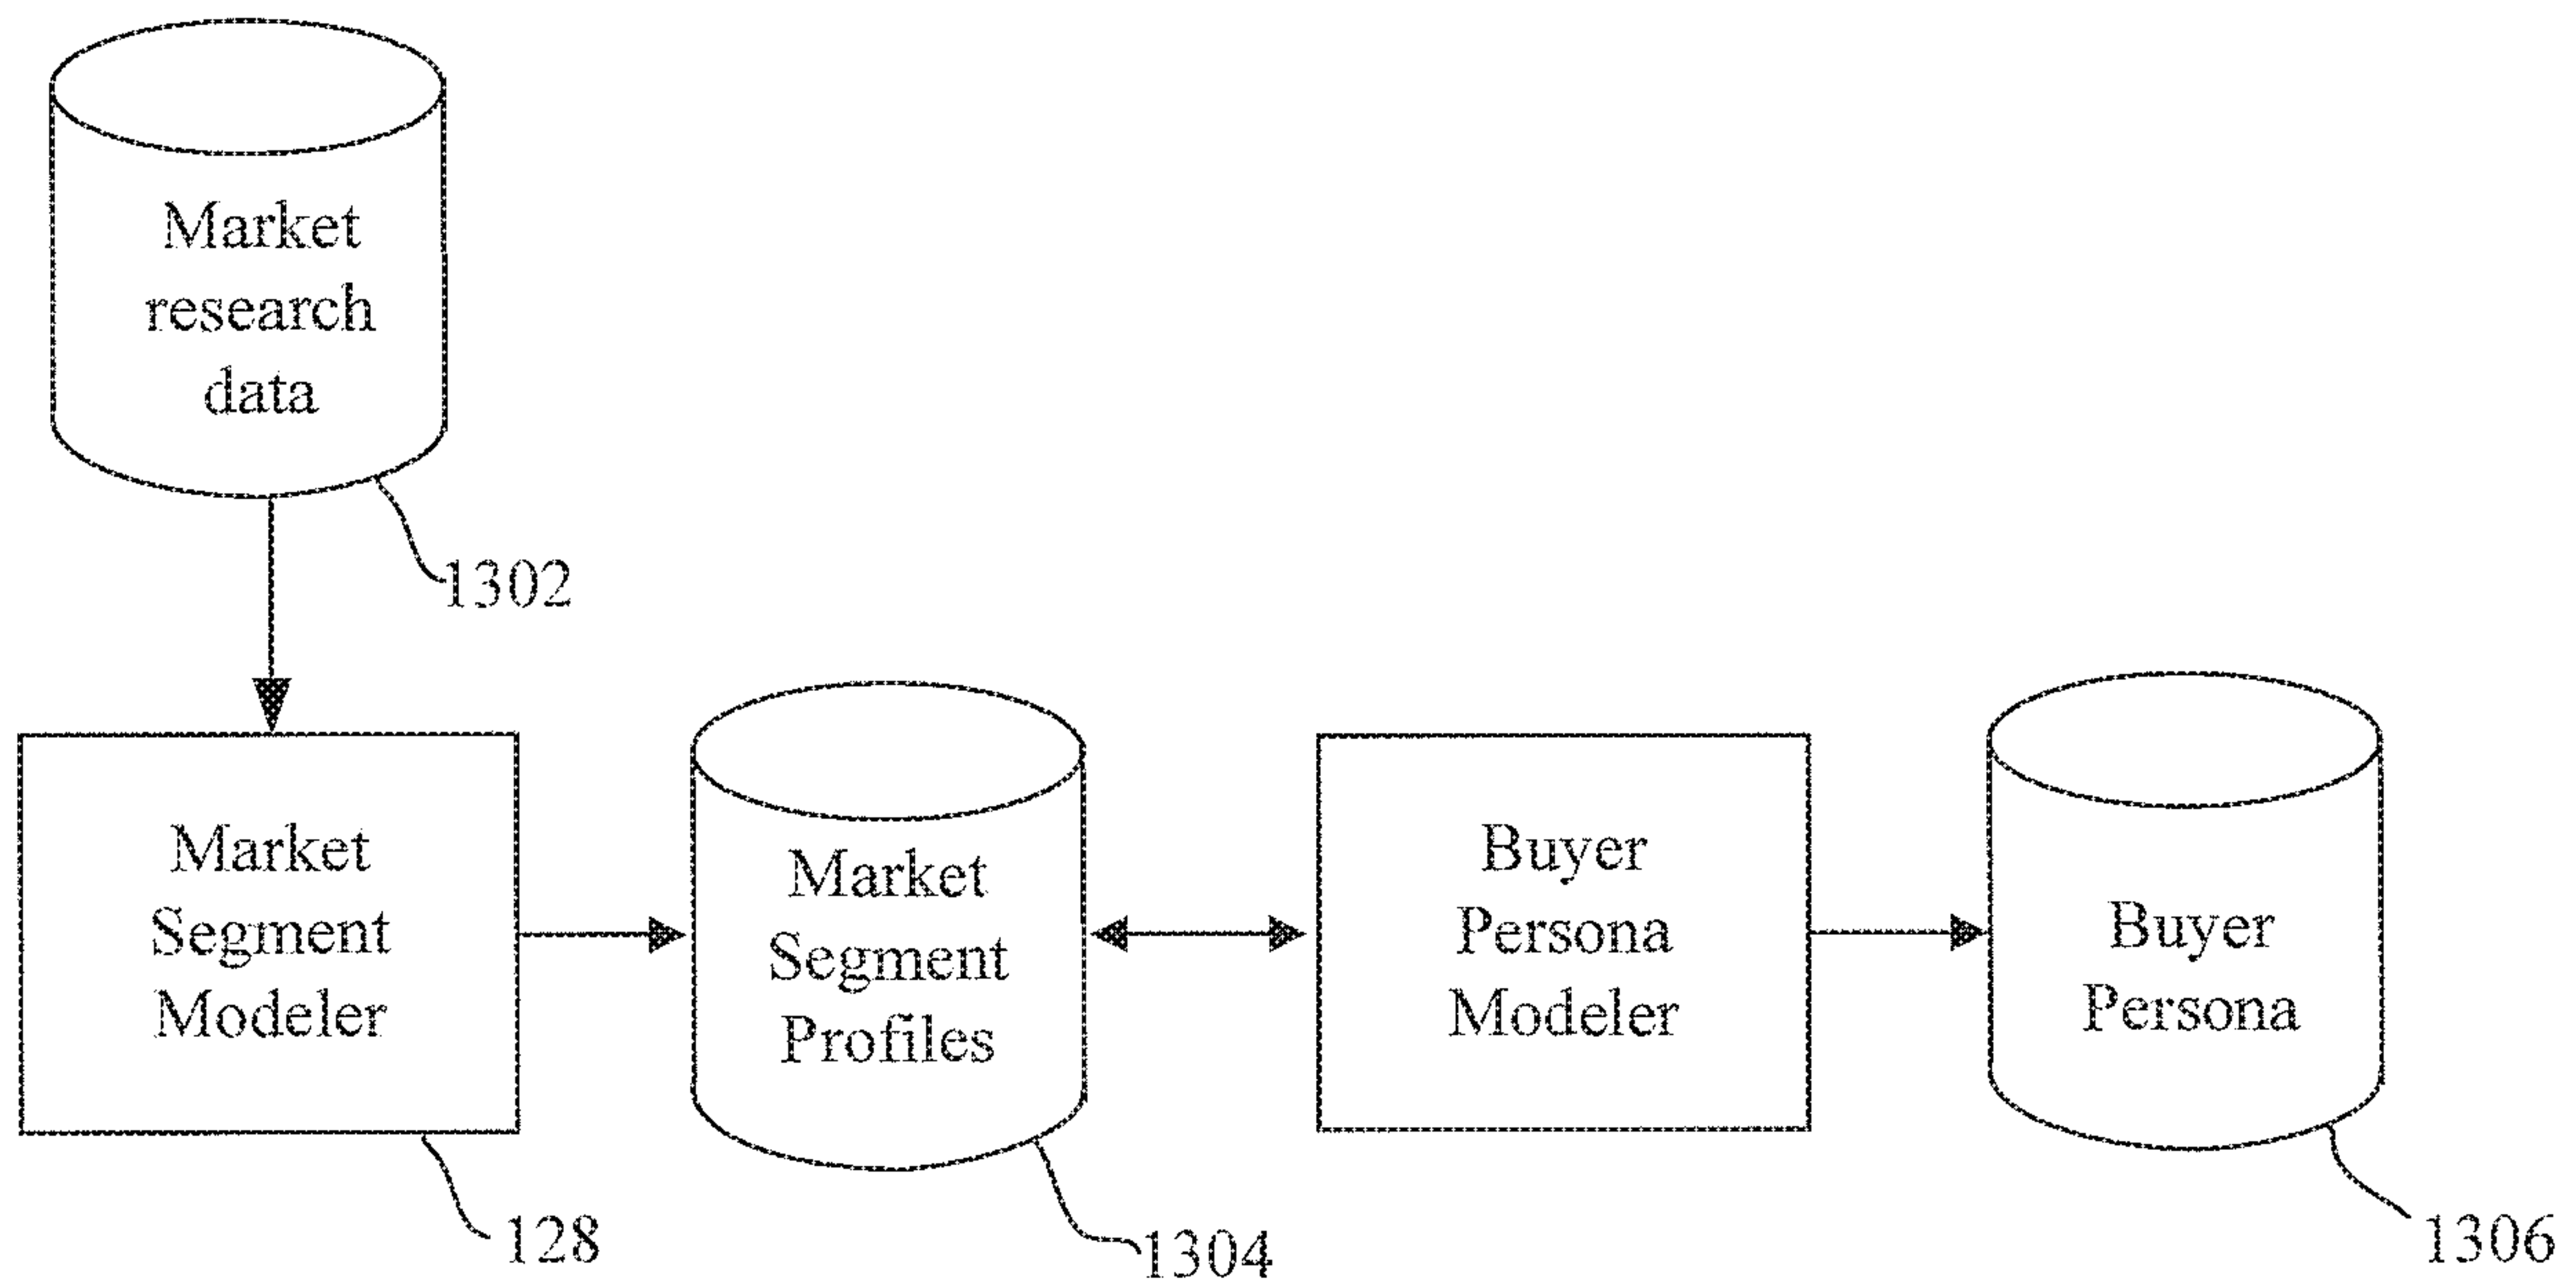 Market
research
data
1302
Market
Segment
Modeler
128
Market
Segment
Profiles
1304
Buyer
Persona
Modeler
Buyer
Persona
1306